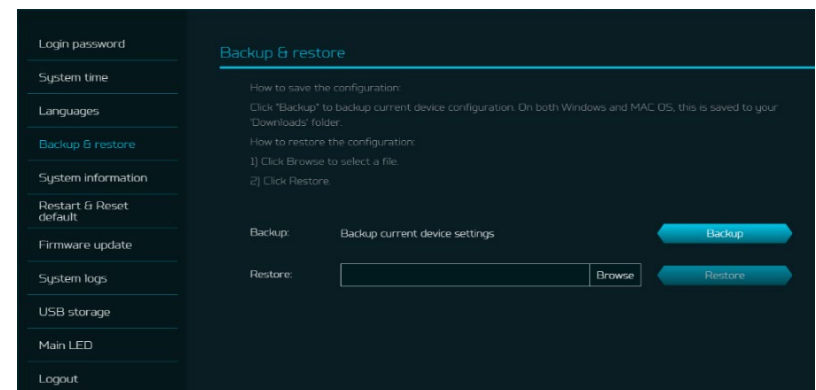 Login password
System time
Languages
Backup & restore
System information
Restart & Reset
default
Firmware update
System logs
USB storage
Main LED
Logout
Backup & restore
How to save the configuration:
Click "Backup" to backup current device configuration. On both Windows and MAC OS, this is saved to your
'Downloads' folder.
How to restore the configuration:
1) Click Browse to select a file.
2) Click Restore.
Backup: Backup current device settings Backup
Restore: Browse Restore